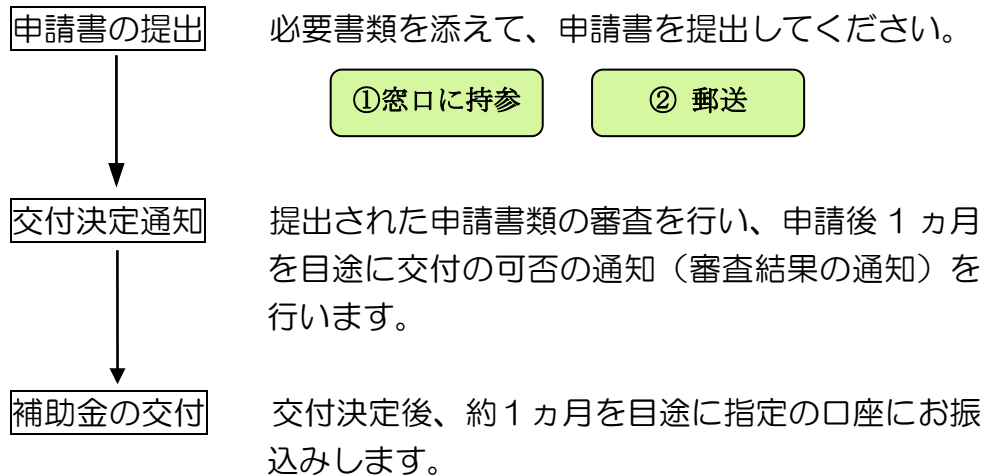 申請書の提出 必要書類を添えて、申請書を提出してください。
①窓口に持参 ② 郵送
交付決定通知 提出された申請書類の審査を行い、申請後 1 ヵ月
を目途に交付の可否の通知（審査結果の通知）を
行います。
補助金の交付 交付決定後、約１ヵ月を目途に指定の口座にお振
込みします。